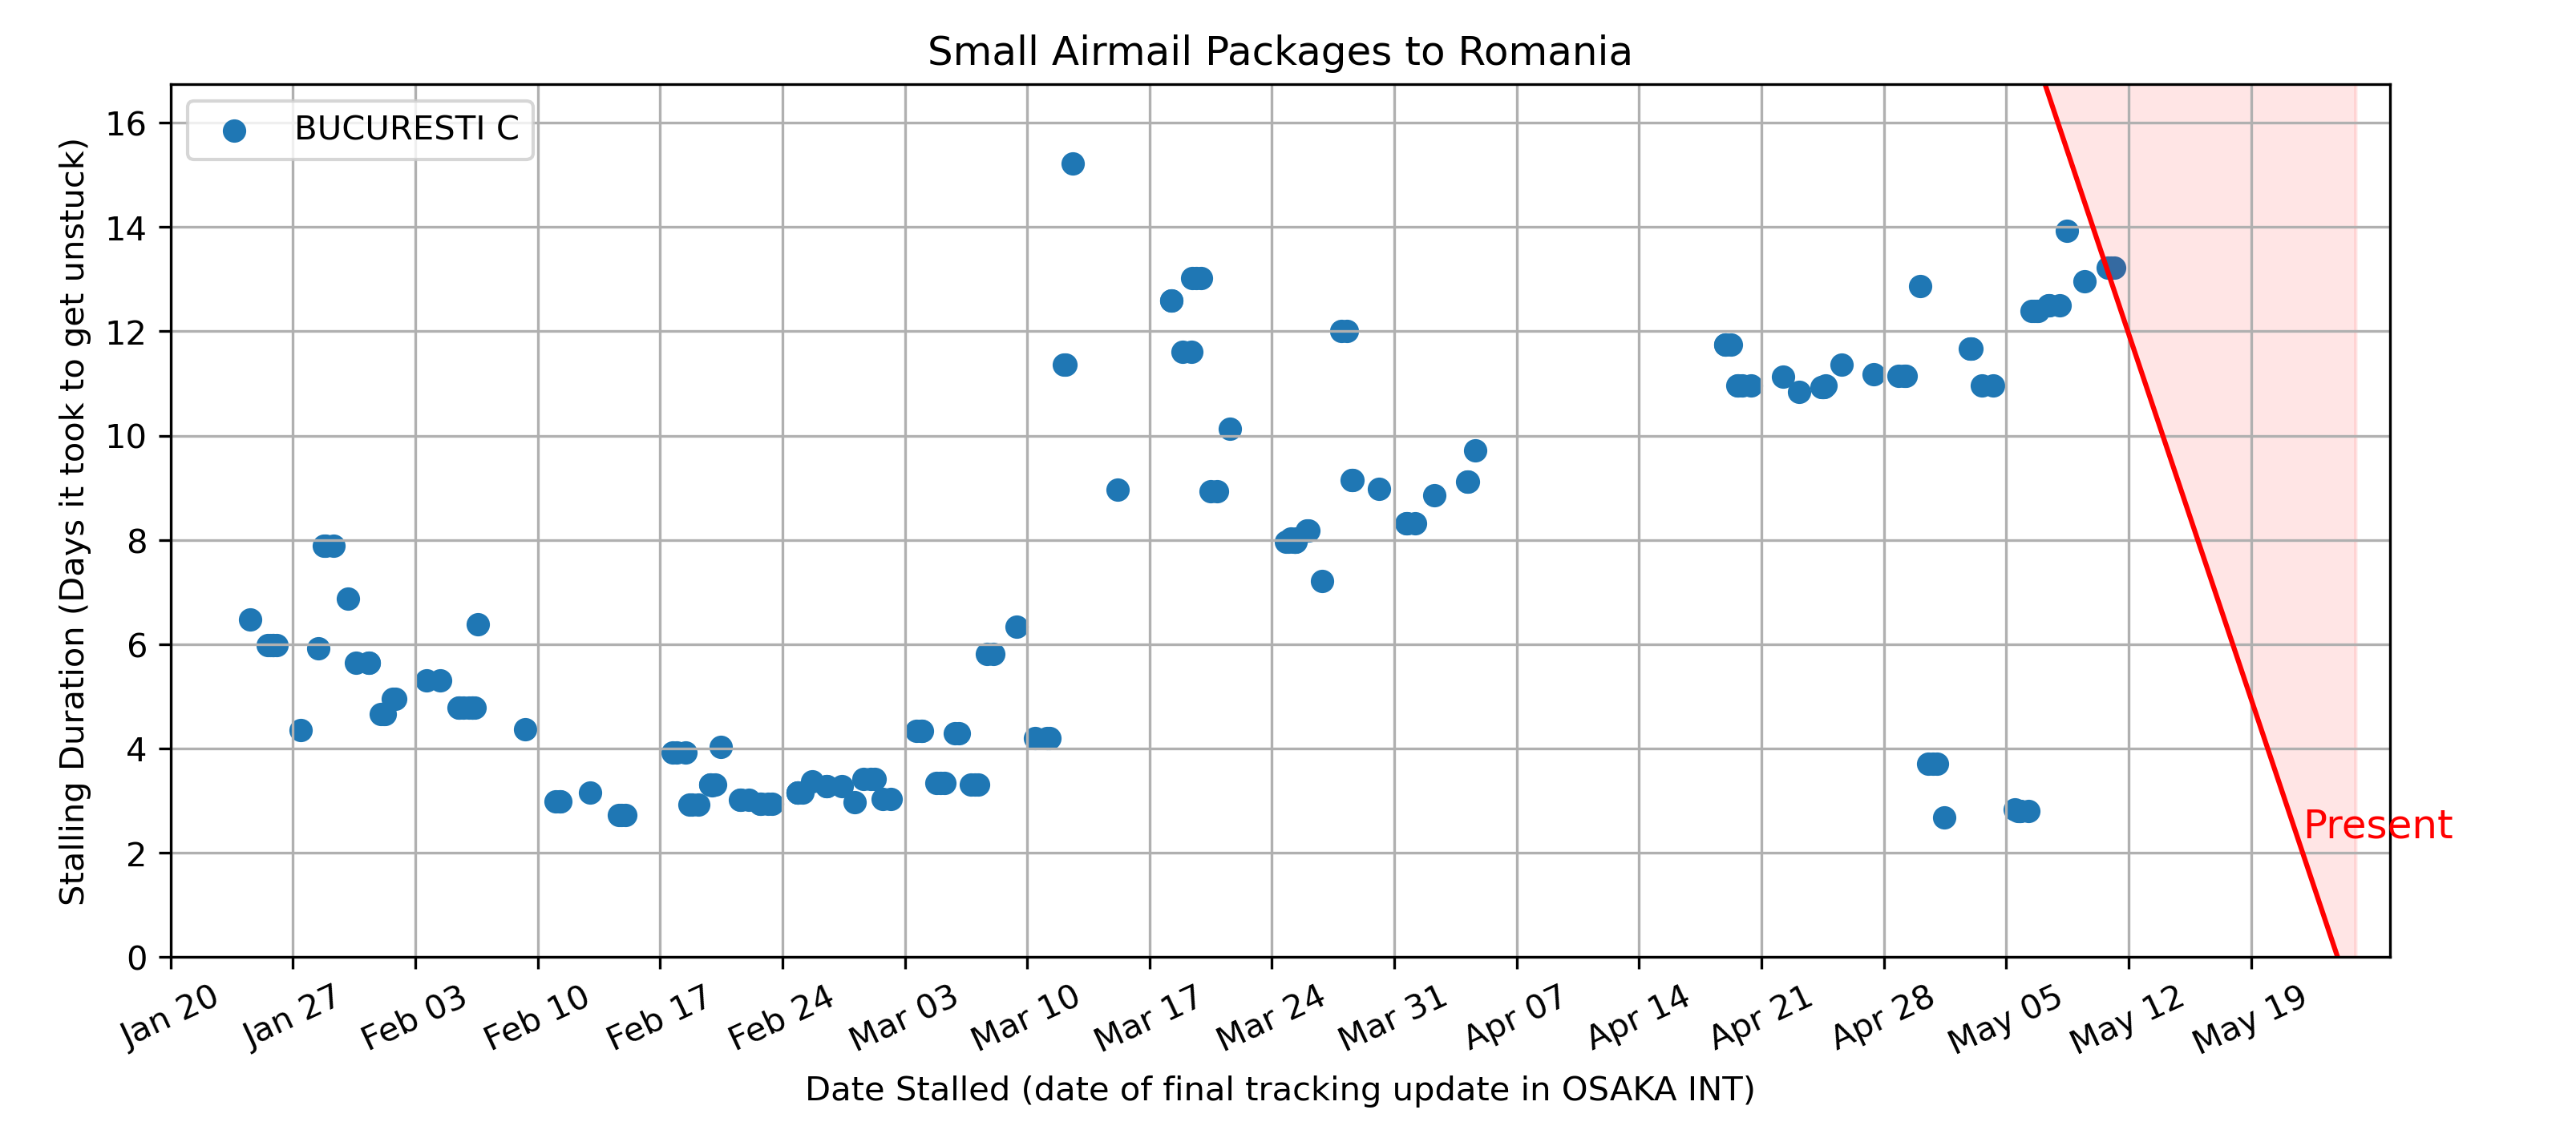 Small Airmail Packages to Romania
BUCURESTI C
Stalling Duration (Days it took to get unstuck)
16
14
12
10
8
6
4
2
0
Present
Jan 20
Jan 27
Feb 03
Feb 10
Feb 17
Feb 24
Mar 03
Mar 10
Mar 17
Mar 24
Mar 31
Apr 07
Apr 14
Apr 21
Apr 28
May 05
May 12
May 19
Date Stalled (date of final tracking update in OSAKA INT)